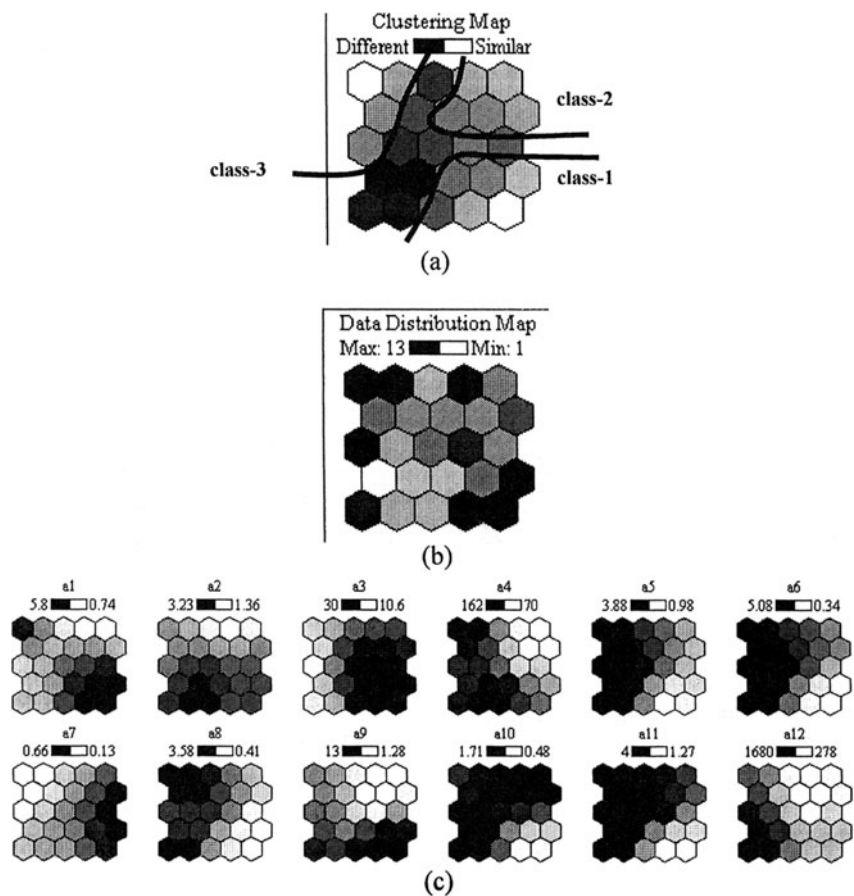 Clustering Map
Different Similar
class-2
class-3
class-1
(a)
Data Distribution Map
Max: 13 Min: 1
(b)
a1 a2 a3 a4 a5 a6
5.8 0.74 3.23 1.36 30 10.6 162 70 3.88 0.98 5.08 0.34
a7 a8 a9 a10 a11 a12
0.66 0.13 3.58 0.41 13 1.28 1.71 0.48 4 1.27 1680 278
(c)